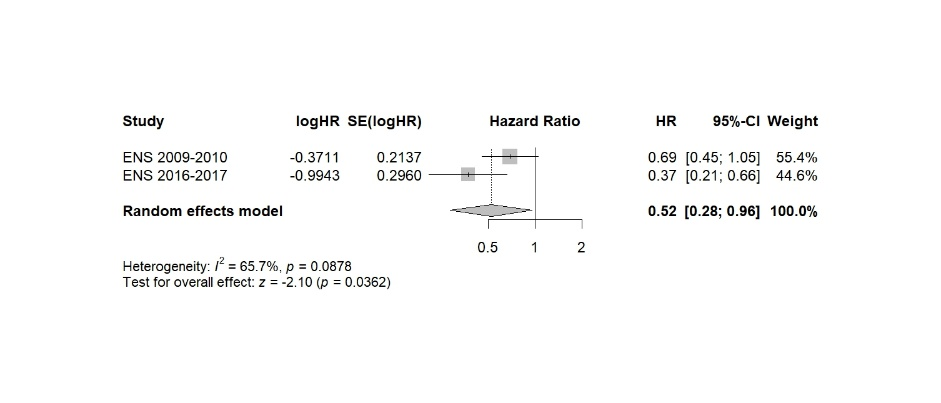 Study logHR SE(logHR) Hazard Ratio HR 95%-CI Weight
ENS 2009-2010 -0.3711 0.2137 0.69 [0.45; 1.05] 55.4%
ENS 2016-2017 -0.9943 0.2960 0.37 [0.21; 0.66] 44.6%
Random effects model 0.52 [0.28; 0.96] 100.0%
0.5 1 2
Heterogeneity: I² = 65.7%, p = 0.0878
Test for overall effect: z = -2.10 (p = 0.0362)